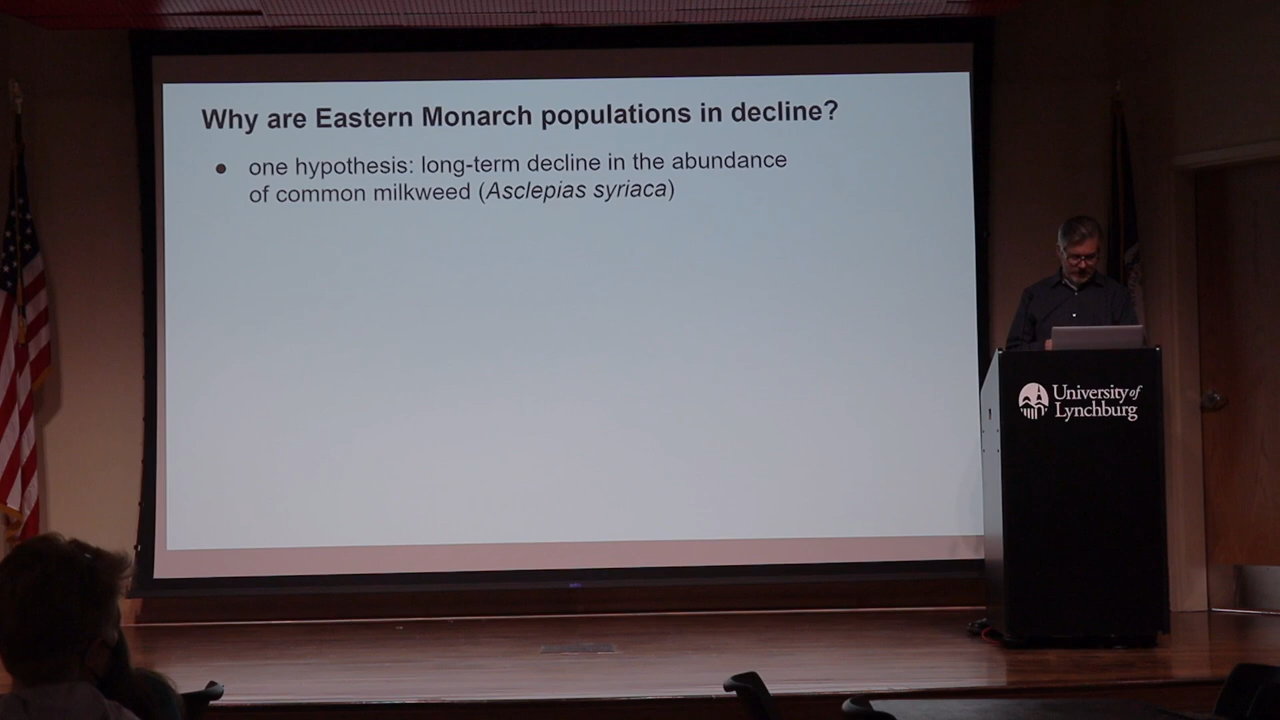 Why are Eastern Monarch populations in decline?
● one hypothesis: long-term decline in the abundance
of common milkweed (Asclepias syriaca)
University of
Lynchburg